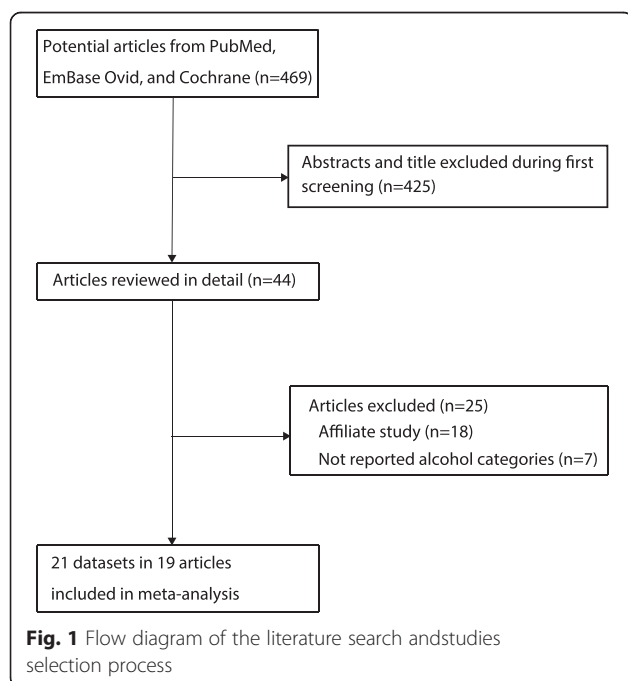 Potential articles from PubMed,
EmBase Ovid, and Cochrane (n=469)
Abstracts and title excluded during first
screening (n=425)
Articles reviewed in detail (n=44)
Articles excluded (n=25)
Affiliate study (n=18)
Not reported alcohol categories (n=7)
21 datasets in 19 articles
included in meta-analysis
Fig. 1 Flow diagram of the literature search andstudies
selection process